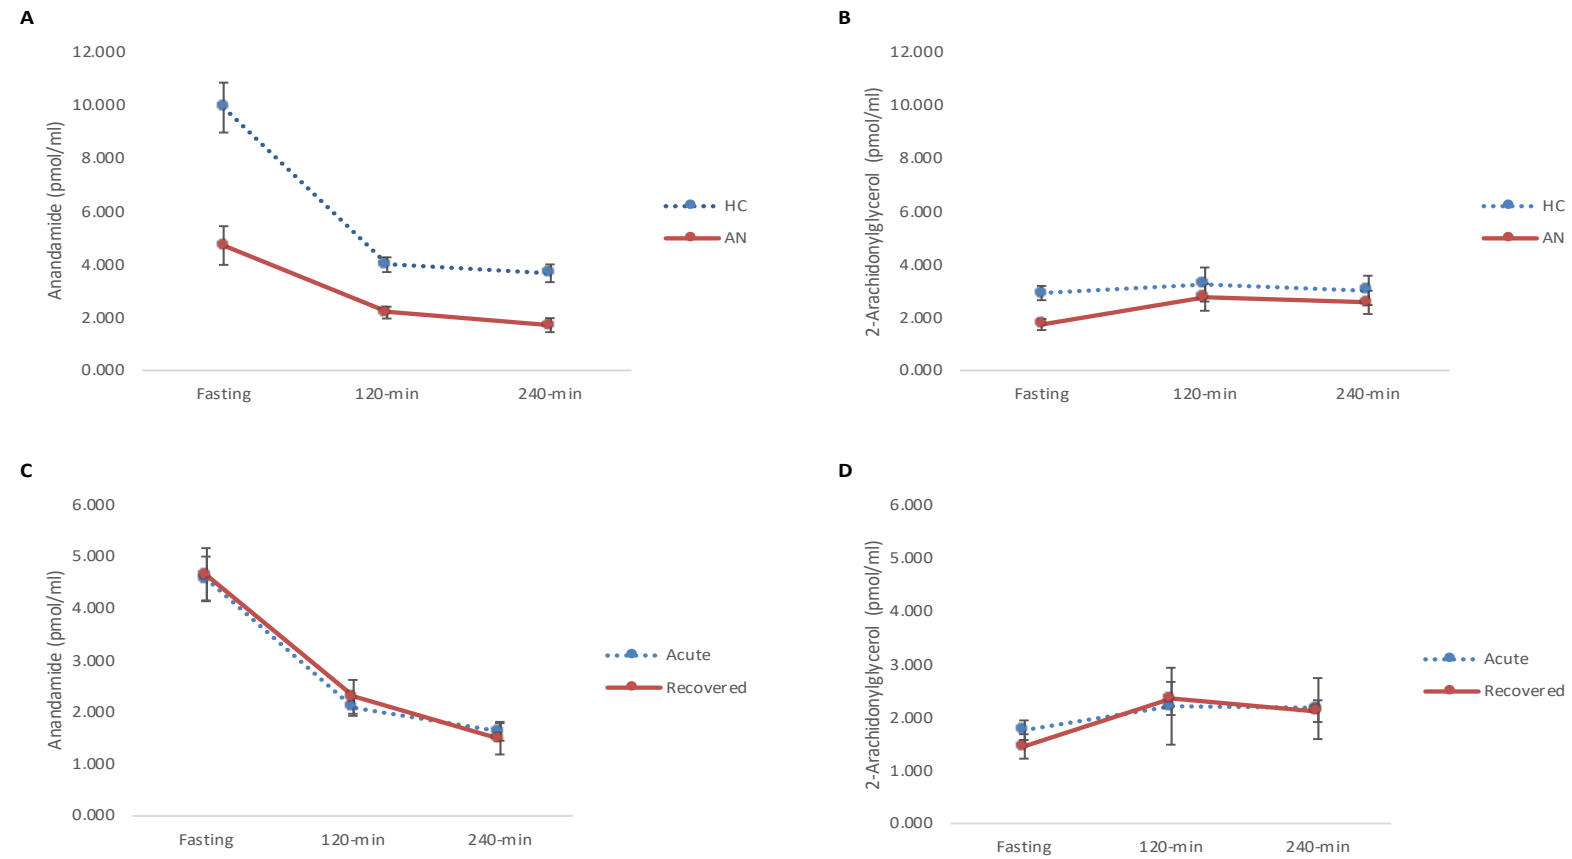 A
Anandamide (pmol/ml)
12.000
10.000
8.000
6.000
4.000
2.000
0.000
Fasting 120-min 240-min
HC
AN
B
2-Arachidonylglycerol (pmol/ml)
12.000
10.000
8.000
6.000
4.000
2.000
0.000
Fasting 120-min 240-min
HC
AN
C
Anandamide (pmol/ml)
6.000
5.000
4.000
3.000
2.000
1.000
0.000
Fasting 120-min 240-min
Acute
Recovered
D
2-Arachidonylglycerol (pmol/ml)
6.000
5.000
4.000
3.000
2.000
1.000
0.000
Fasting 120-min 240-min
Acute
Recovered